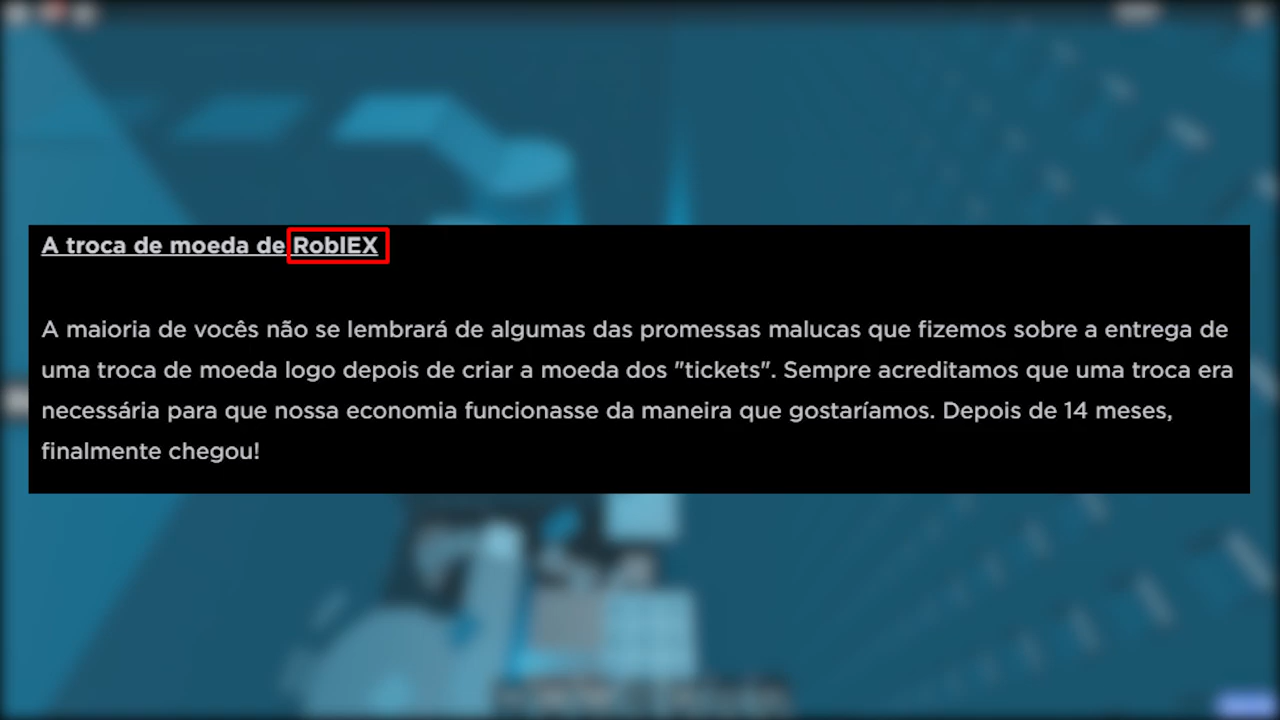 A troca de moeda de RoblEX
A maioria de vocês não se lembrará de algumas das promessas malucas que fizemos sobre a entrega de
uma troca de moeda logo depois de criar a moeda dos "tickets". Sempre acreditamos que uma troca era
necessária para que nossa economia funcionasse da maneira que gostaríamos. Depois de 14 meses,
finalmente chegou!